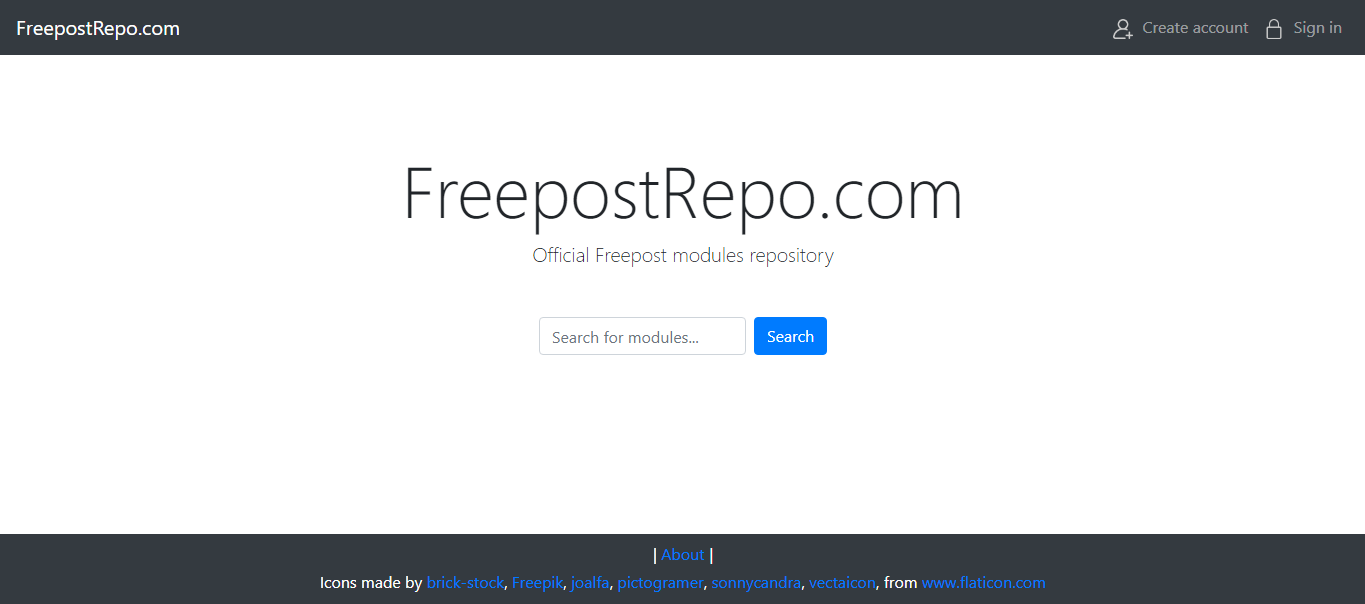 FreepostRepo.com Create account Sign in
FreepostRepo.com
Official Freepost modules repository
Search for modules... Search
| About |
Icons made by brick-stock, Freepik, joalfa, pictogramer, sonnycandra, vectaicon, from www.flaticon.com